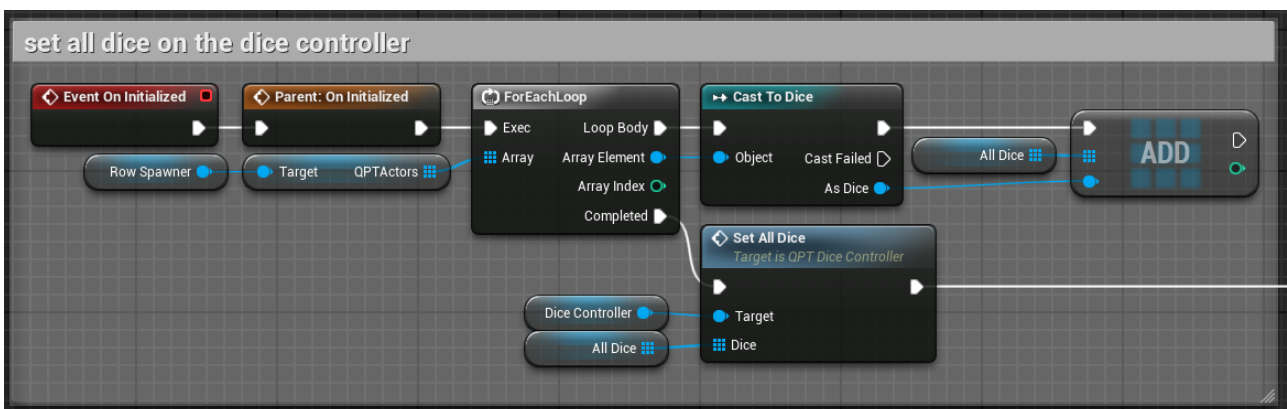 set all dice on the dice controller
Event On Initialized
Parent: On Initialized
ForEachLoop
Cast To Dice
Exec
Loop Body
Array
Array Element
Object
Cast Failed
All Dice
ADD
Row Spawner
Target
QPTActors
Array Index
As Dice
Completed
Set All Dice
Target is QPT Dice Controller
Dice Controller
Target
All Dice
Dice